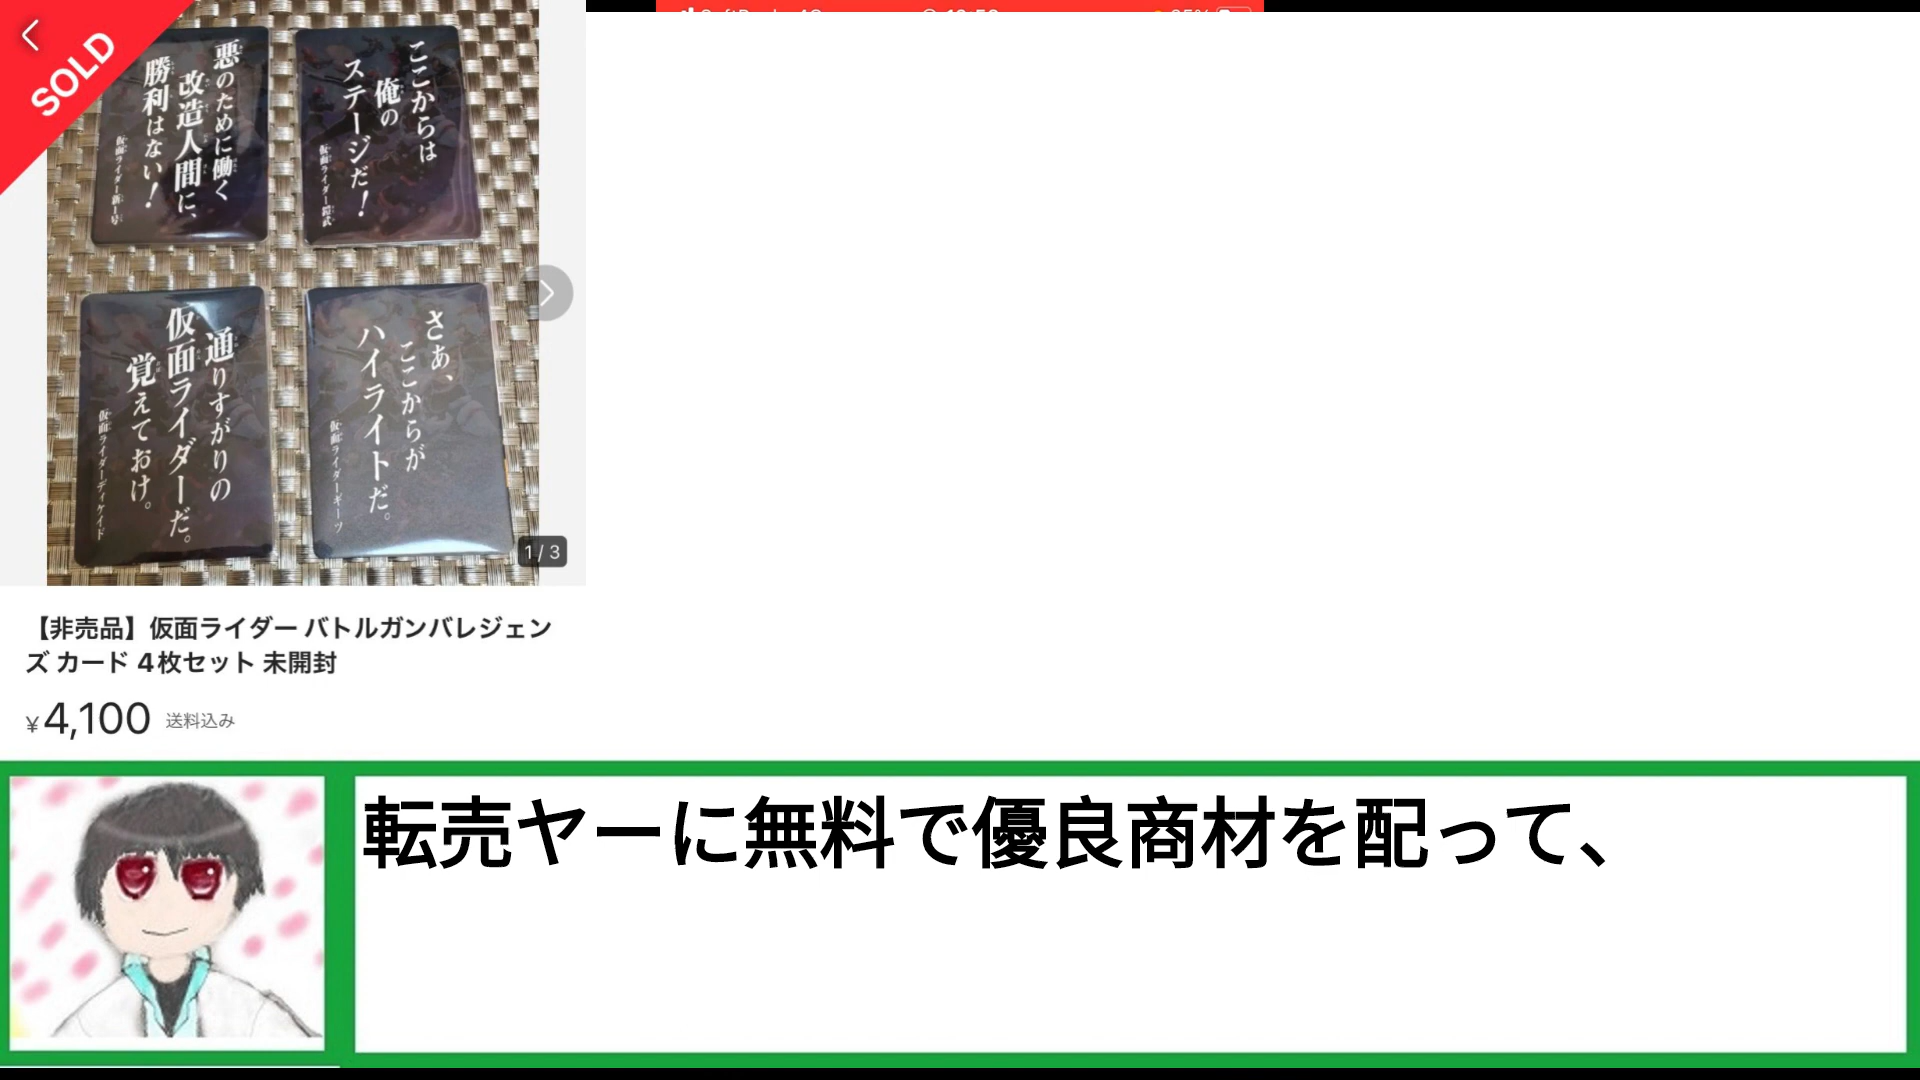 SOLD
悪のために働く
改造人間に、
勝利はない！
仮面ライダー新1号
ここからは
俺の
ステージだ！
仮面ライダー鎧武
通りすがりの
仮面ライダーだ。
覚えておけ。
仮面ライダーディケイド
さあ、
ここからが
ハイライトだ。
仮面ライダーギーツ
1/3
【非売品】仮面ライダー バトルガンバレジェン
ズ カード 4枚セット 未開封
¥4,100 送料込み
転売ヤーに無料で優良商材を配って、